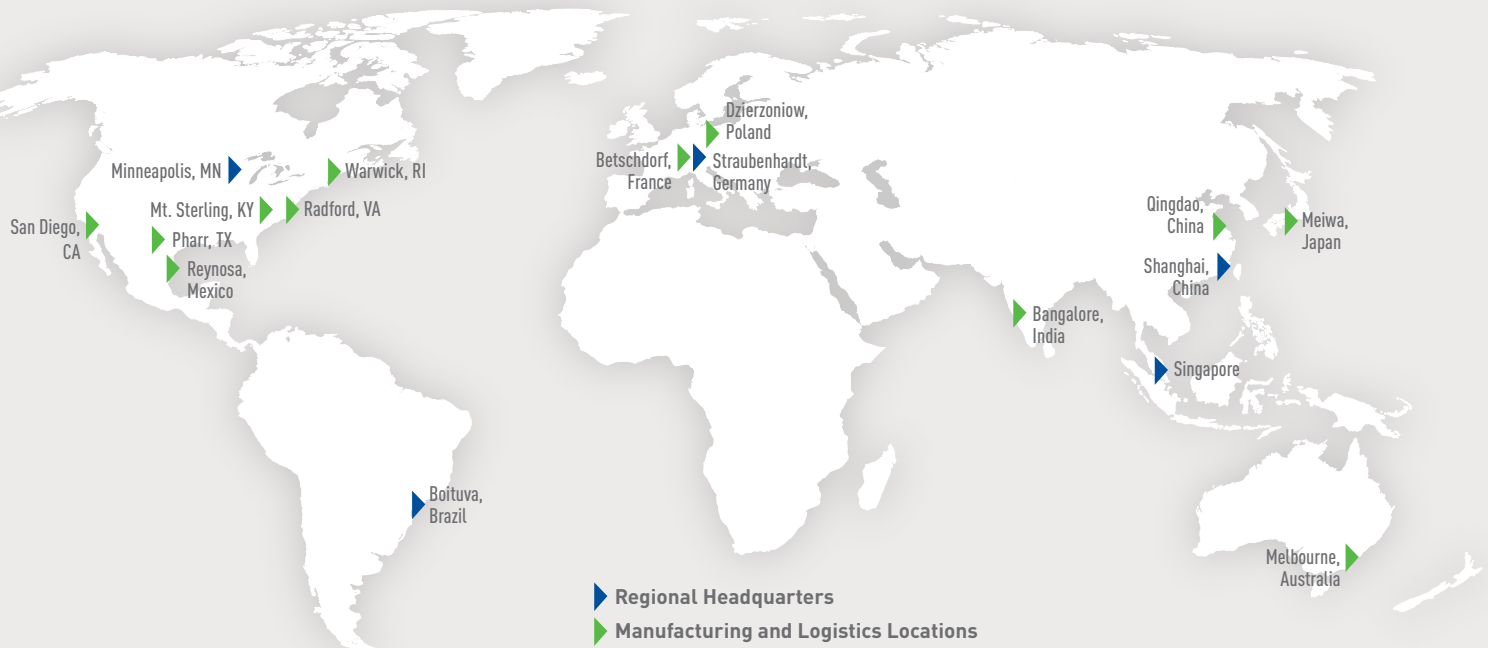 Dzierzoniow,
Poland
Minneapolis, MN
Warwick, RI
Betschdorf,
France
Straubenhardt,
Germany
Mt. Sterling, KY
Radford, VA
San Diego,
CA
Pharr, TX
Reynosa,
Mexico
Qingdao,
China
Meiwa,
Japan
Shanghai,
China
Bangalore,
India
Singapore
Boituva,
Brazil
Melbourne,
Australia
Regional Headquarters
Manufacturing and Logistics Locations